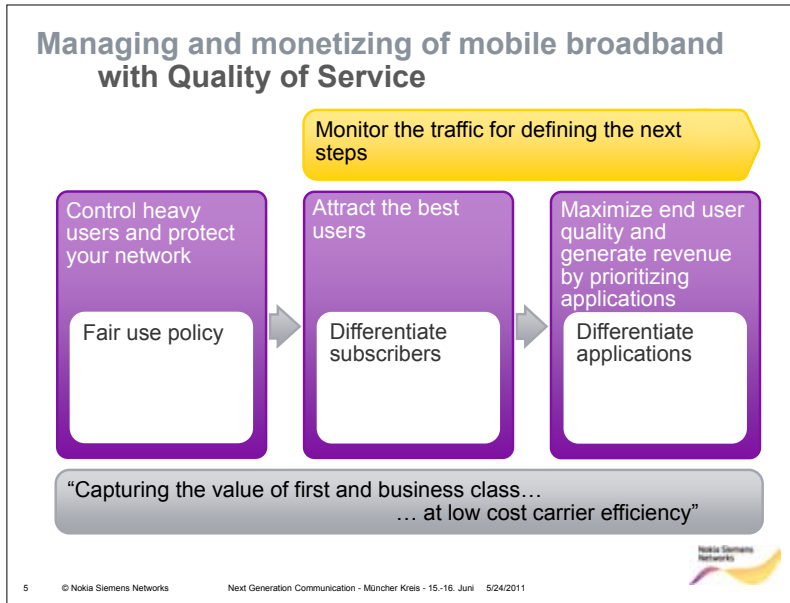 Managing and monetizing of mobile broadband
with Quality of Service
Monitor the traffic for defining the next
steps
Control heavy
users and protect
your network
Fair use policy
Attract the best
users
Differentiate
subscribers
Maximize end user
quality and
generate revenue
by prioritizing
applications
Differentiate
applications
“Capturing the value of first and business class…
… at low cost carrier efficiency”
Nokia Siemens
Networks
5 © Nokia Siemens Networks Next Generation Communication - Müncher Kreis - 15.-16. Juni 5/24/2011